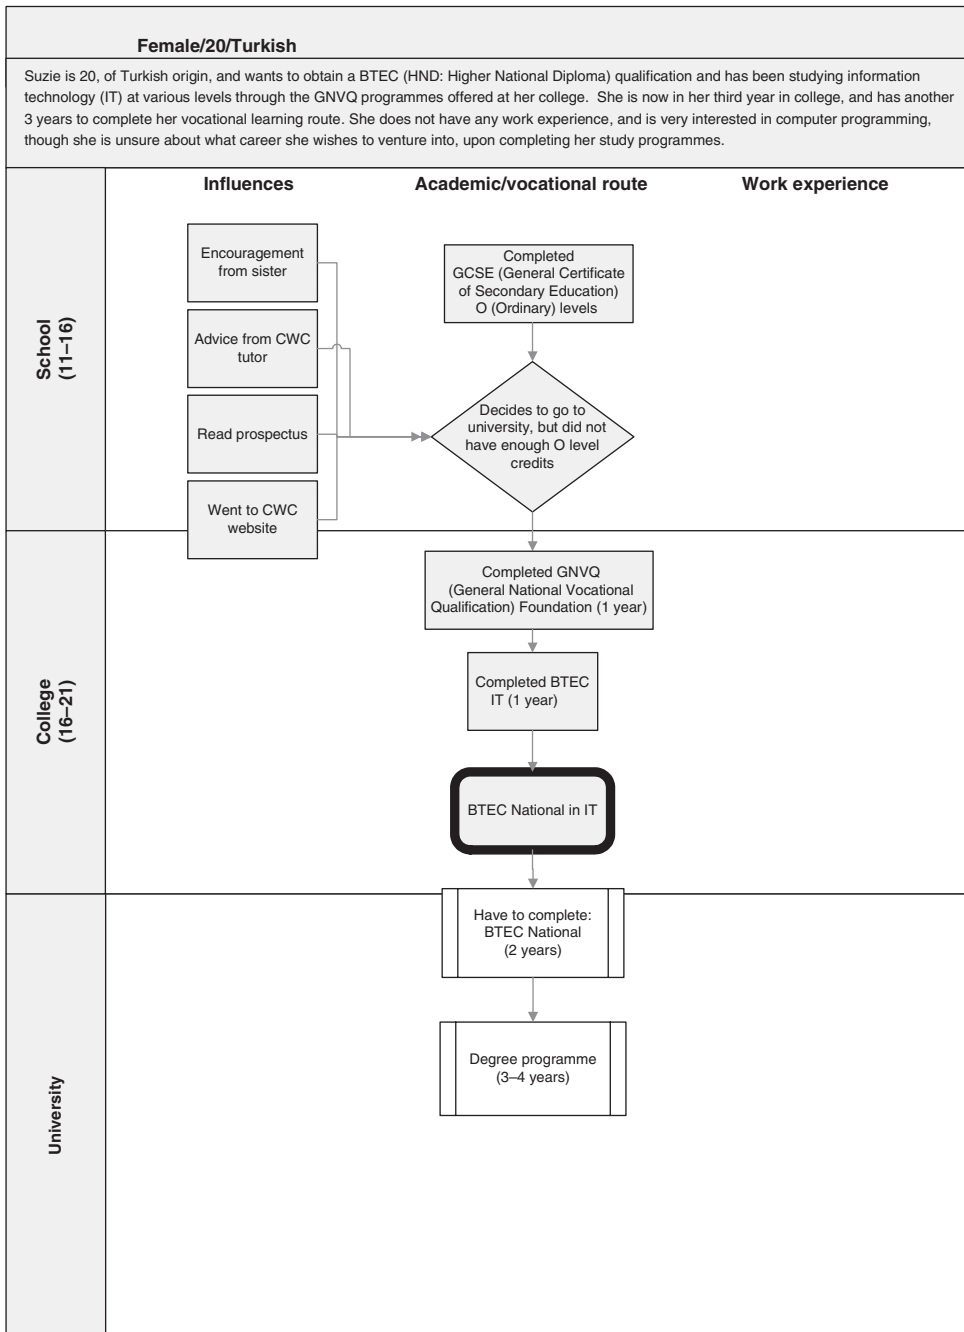 Female/20/Turkish
Suzie is 20, of Turkish origin, and wants to obtain a BTEC (HND: Higher National Diploma) qualification and has been studying information
technology (IT) at various levels through the GNVQ programmes offered at her college. She is now in her third year in college, and has another
3 years to complete her vocational learning route. She does not have any work experience, and is very interested in computer programming,
though she is unsure about what career she wishes to venture into, upon completing her study programmes.
Influences
Academic/vocational route
Work experience
School
(11–16)
Encouragement
from sister
Advice from CWC
tutor
Read prospectus
Went to CWC
website
Completed
GCSE (General Certificate
of Secondary Education)
O (Ordinary) levels
Decides to go to
university, but did not
have enough O level
credits
College
(16–21)
Completed GNVQ
(General National Vocational
Qualification) Foundation (1 year)
Completed BTEC
IT (1 year)
BTEC National in IT
University
Have to complete:
BTEC National
(2 years)
Degree programme
(3–4 years)